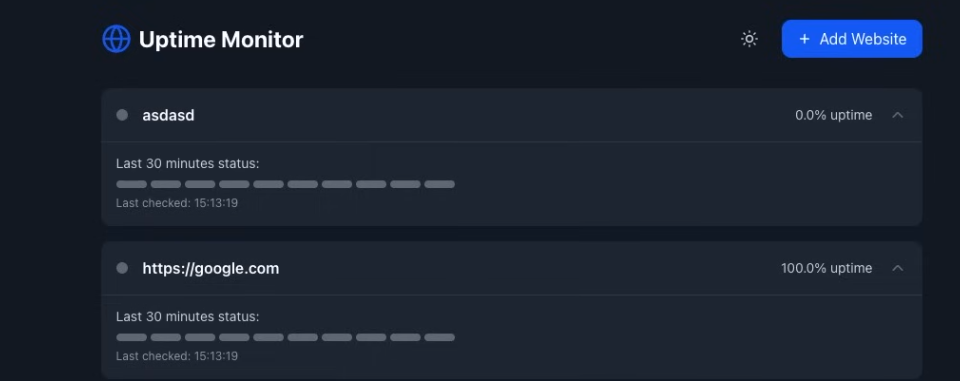 Uptime Monitor
+ Add Website
asdasd
0.0% uptime
Last 30 minutes status:
Last checked: 15:13:19
https://google.com
100.0% uptime
Last 30 minutes status:
Last checked: 15:13:19